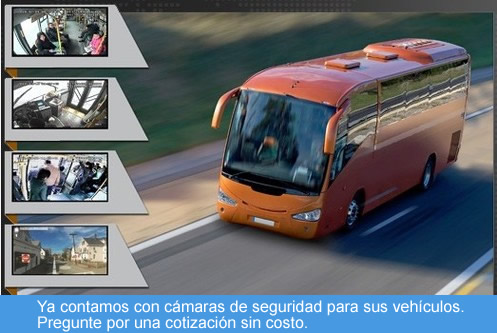 Ya contamos con cámaras de seguridad para sus vehículos.
Pregunte por una cotización sin costo.